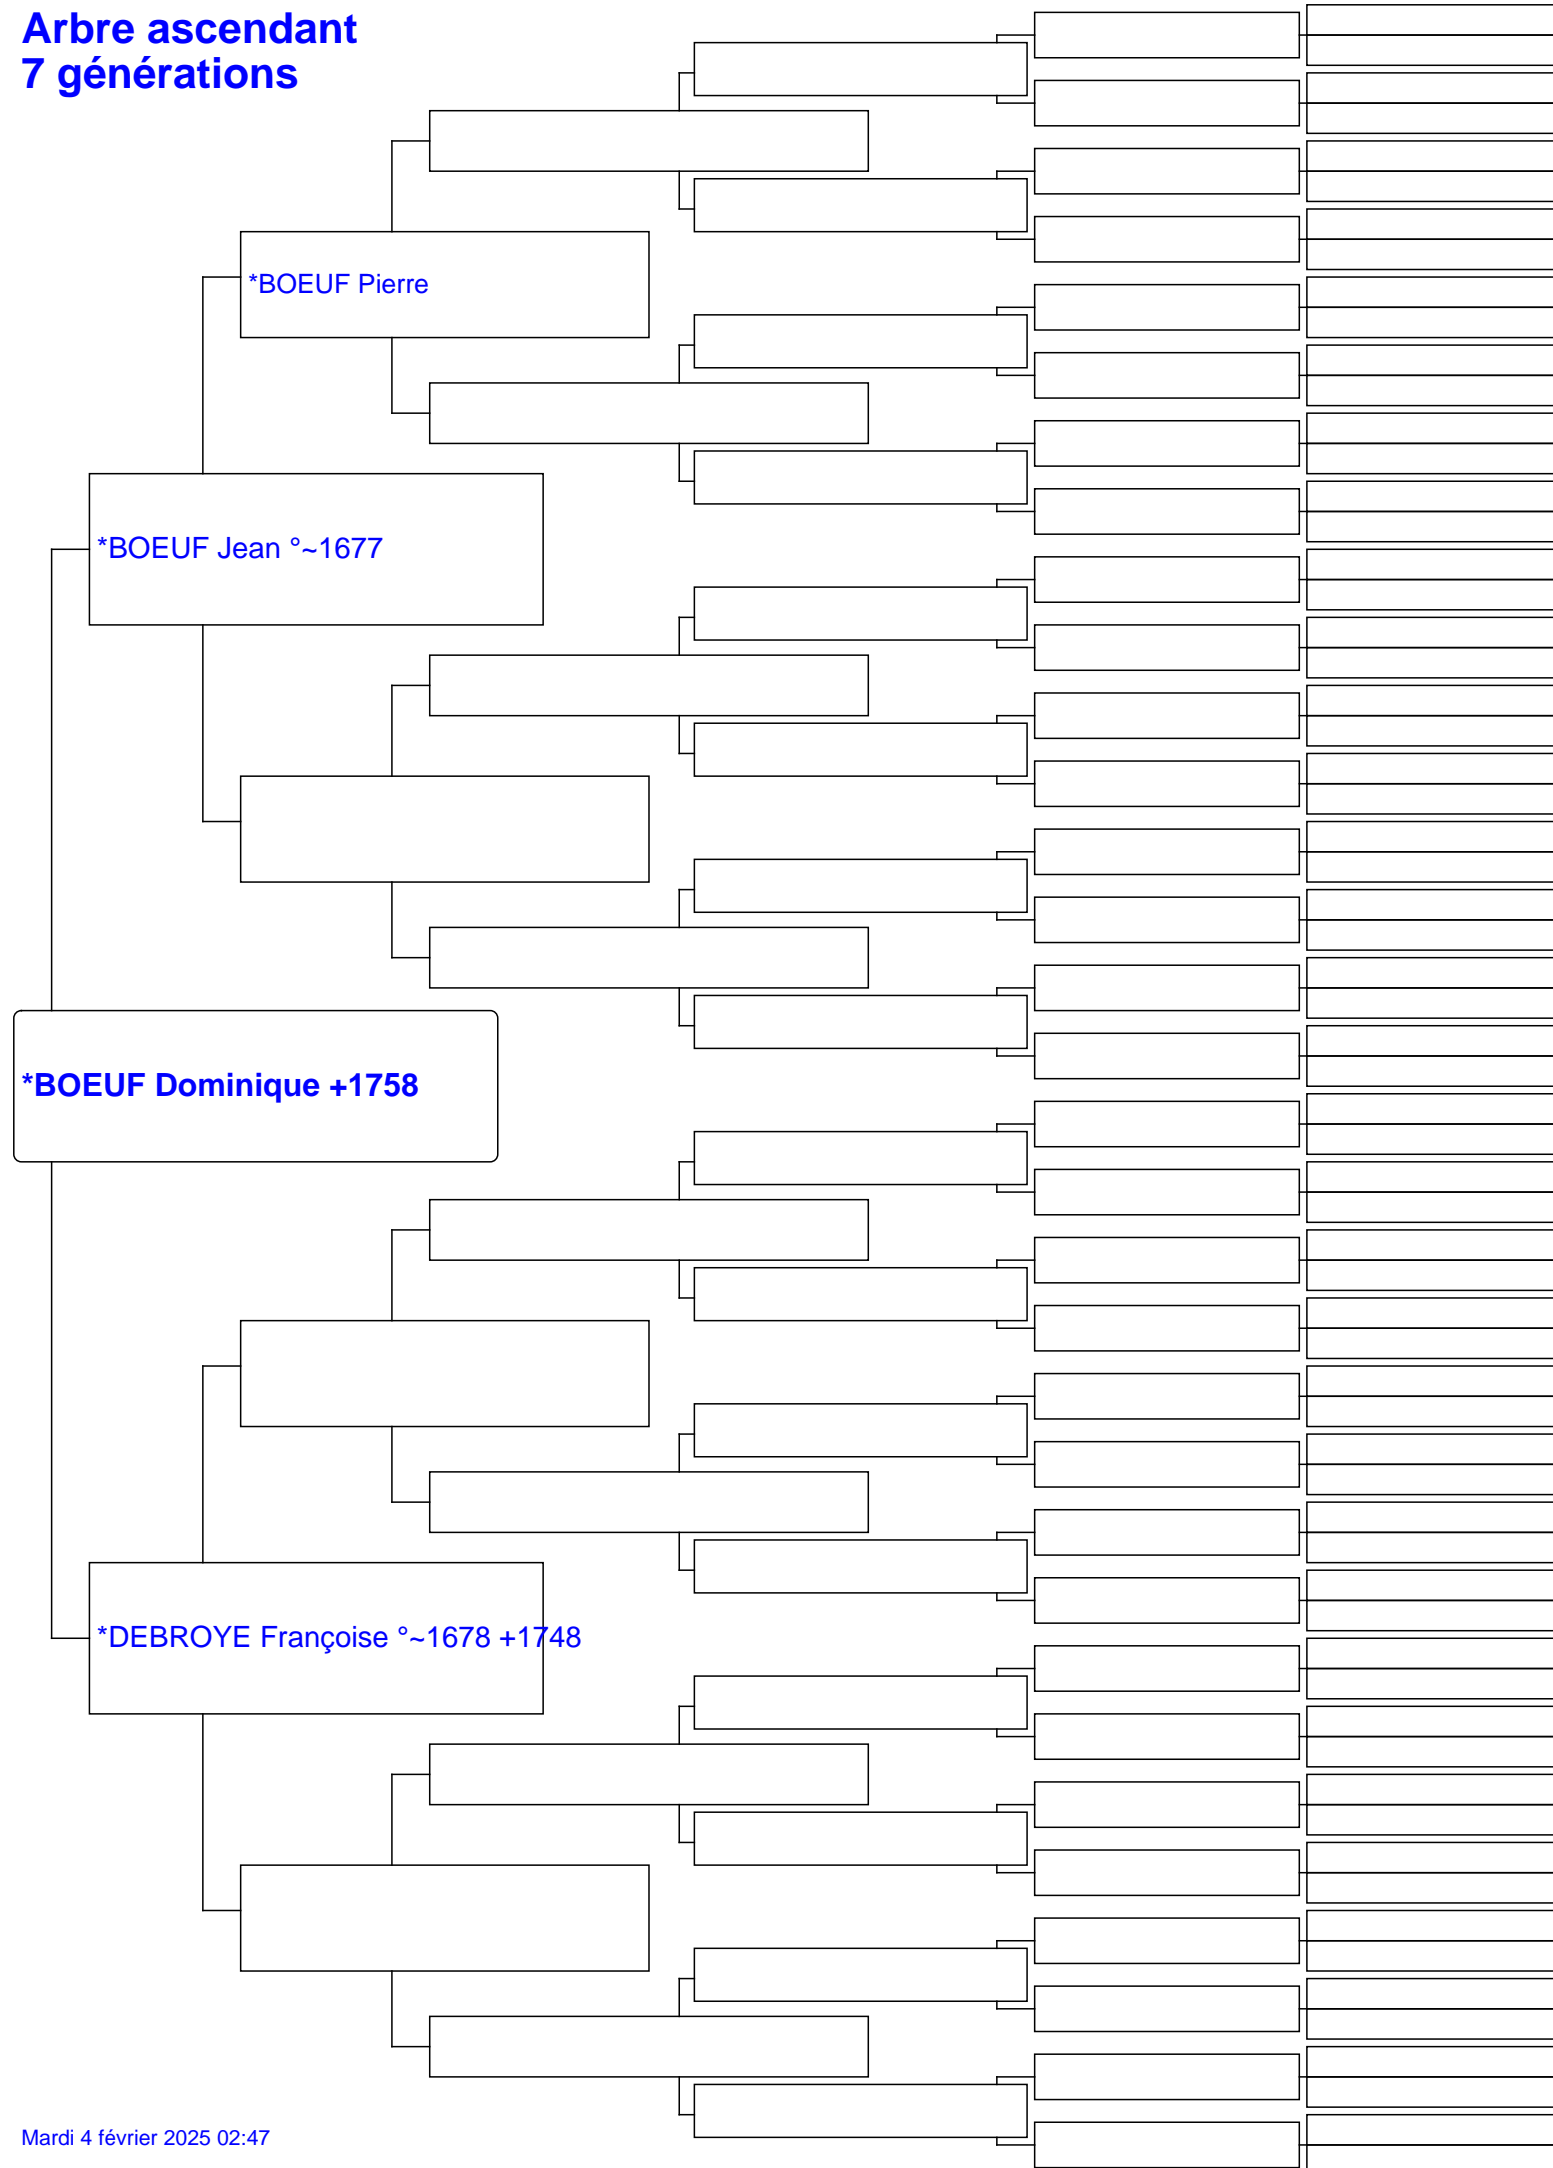 Arbre ascendant
7 générations
*BOEUF Pierre
*BOEUF Jean °~1677
*BOEUF Dominique +1758
*DEBROYE Françoise °~1678 +1748
Mardi 4 février 2025 02:47